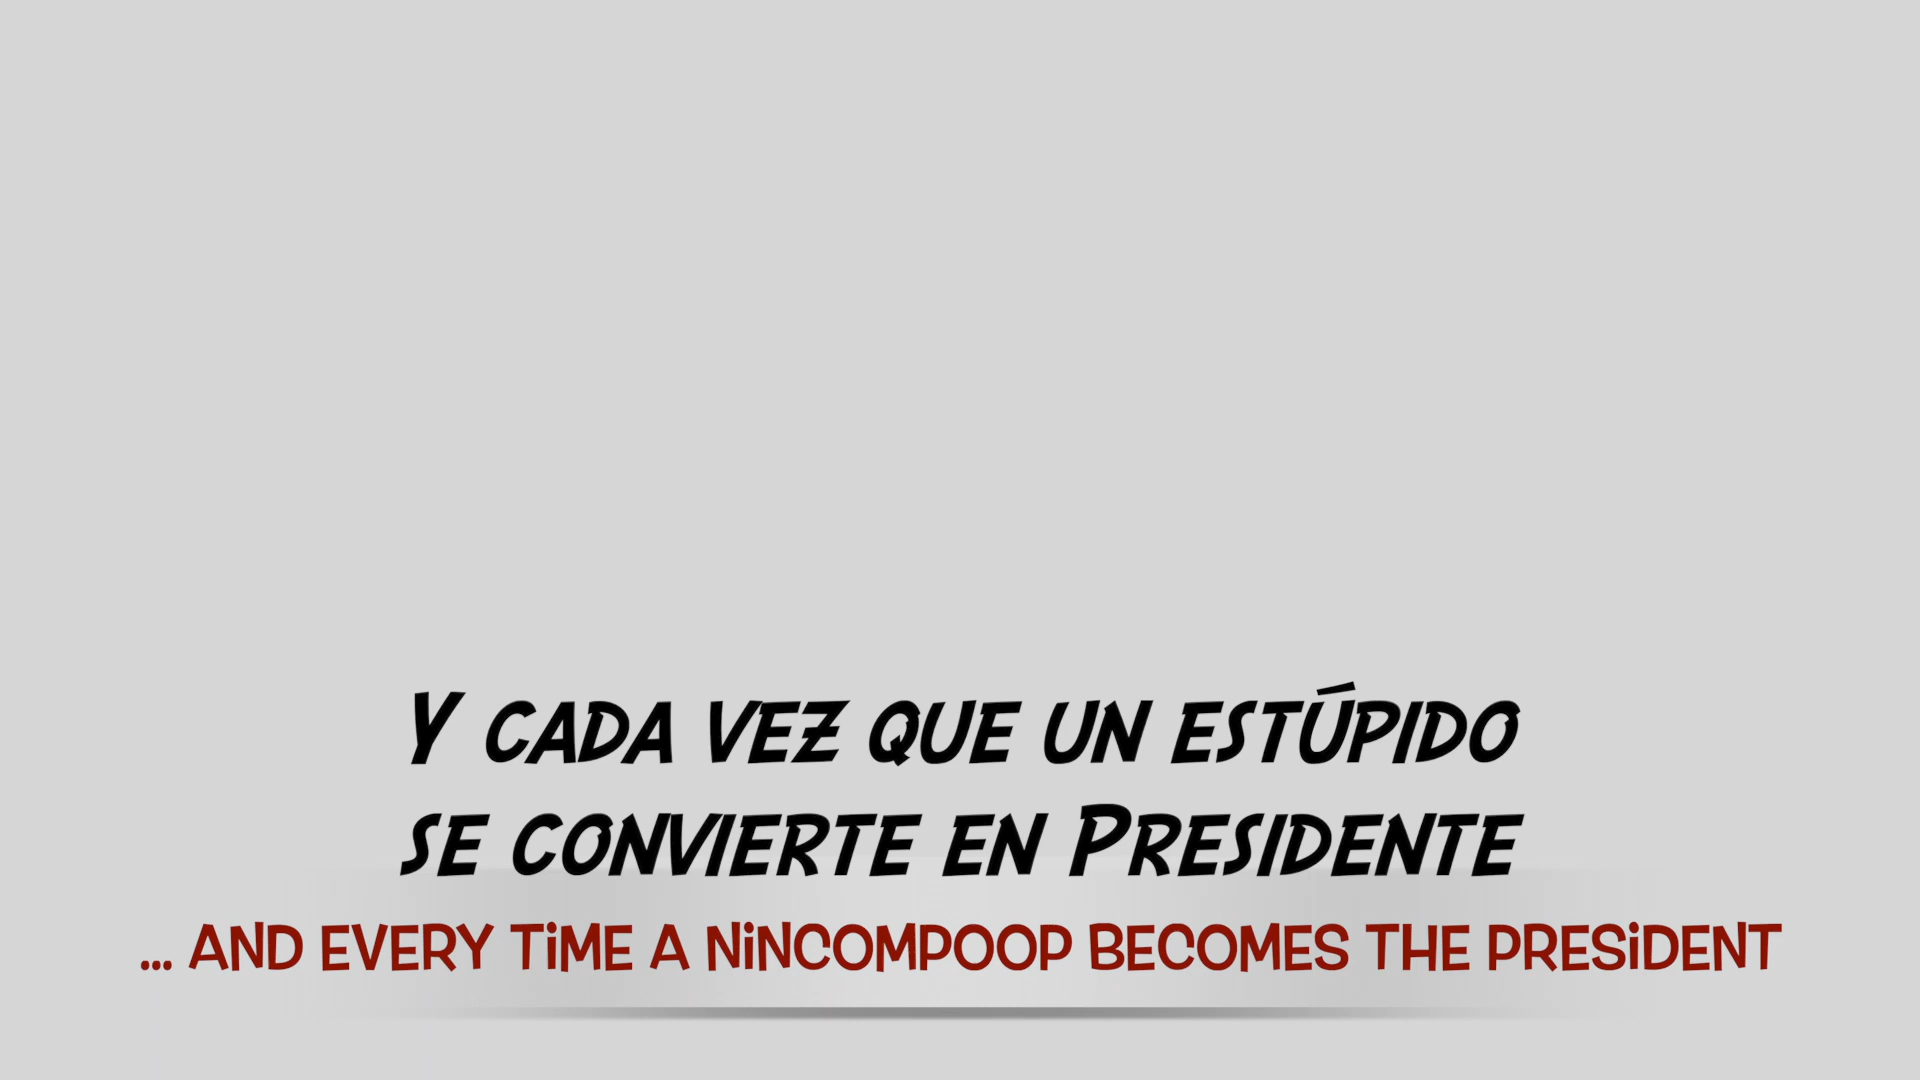 Y CADA VEZ QUE UN ESTÚPIDO
SE CONVIERTE EN PRESIDENTE
... AND EVERY TiME A NiNCOMPOOP BECOMES THE PRESiDENT